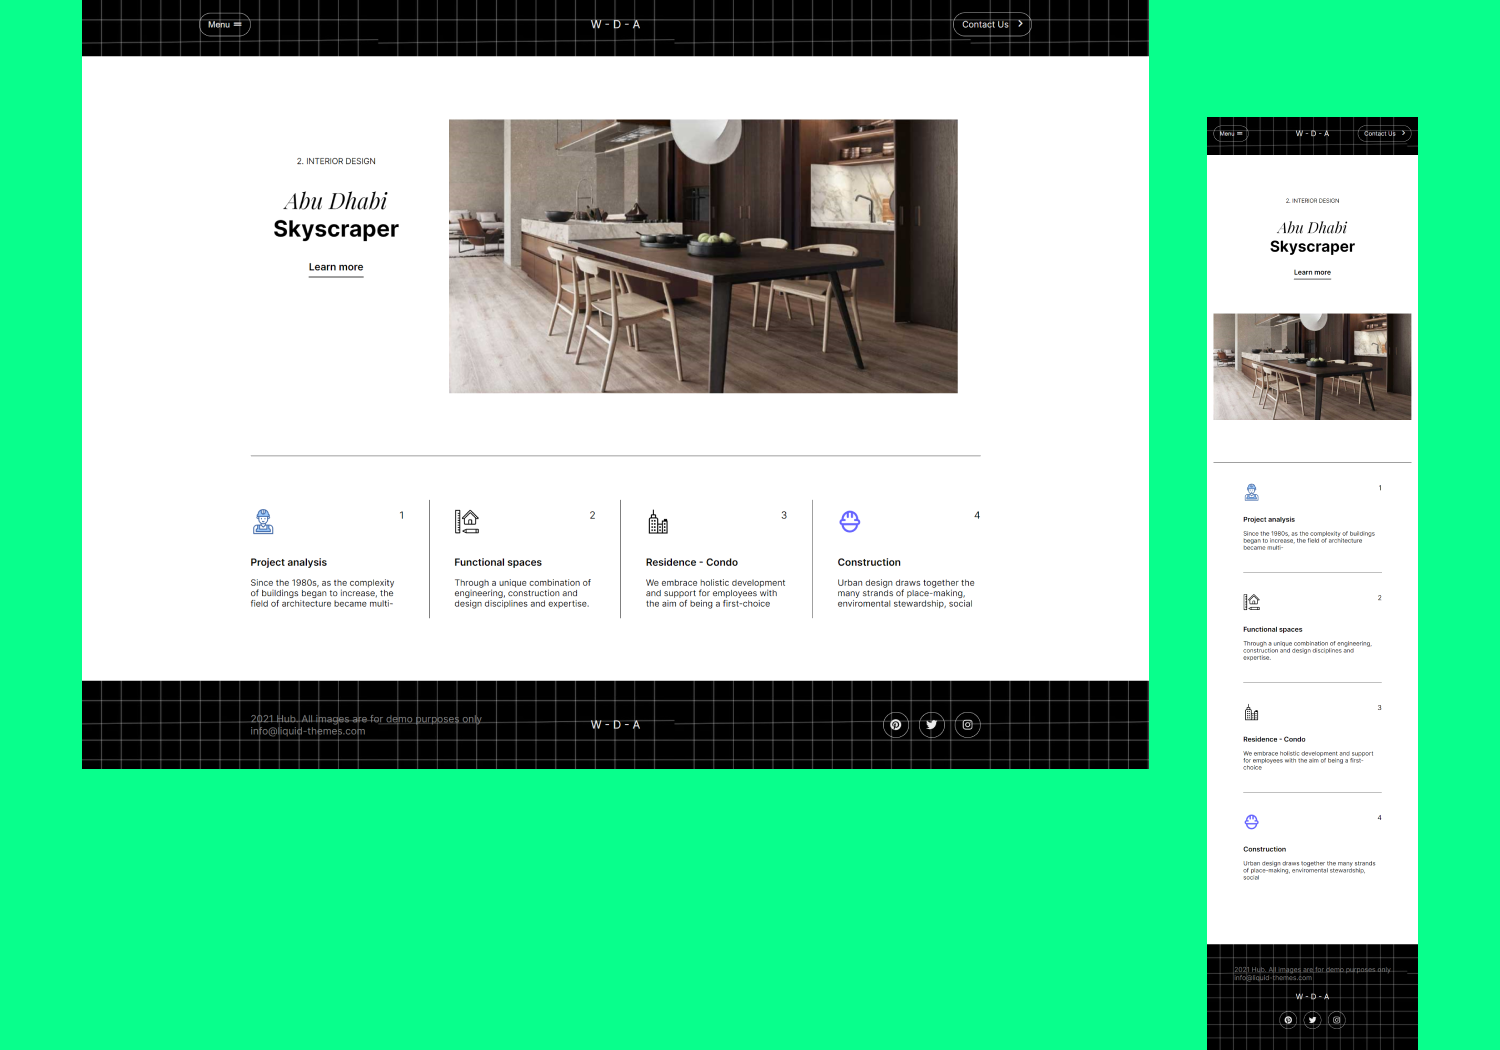 Menu
W - D - A
Contact Us
2. INTERIOR DESIGN
Abu Dhabi
Skyscraper
Learn more
1
Project analysis
Since the 1980s, as the complexity
of buildings began to increase, the
field of architecture became multi-
2
Functional spaces
Through a unique combination of
engineering, construction and
design disciplines and expertise.
3
Residence - Condo
We embrace holistic development
and support for employees with
the aim of being a first-choice
4
Construction
Urban design draws together the
many strands of place-making,
enviromental stewardship, social
2021 Hub. All images are for demo purposes only
info@liquid-themes.com
W - D - A
Menu
W - D - A
Contact Us
2. INTERIOR DESIGN
Abu Dhabi
Skyscraper
Learn more
1
Project analysis
Since the 1980s, as the complexity of buildings
began to increase, the field of architecture
became multi-
2
Functional spaces
Through a unique combination of engineering,
construction and design disciplines and
expertise.
3
Residence - Condo
We embrace holistic development and support
for employees with the aim of being a first-
choice
4
Construction
Urban design draws together the many strands
of place-making, enviromental stewardship,
social
2021 Hub. All images are for demo purposes only
info@liquid-themes.com
W - D - A